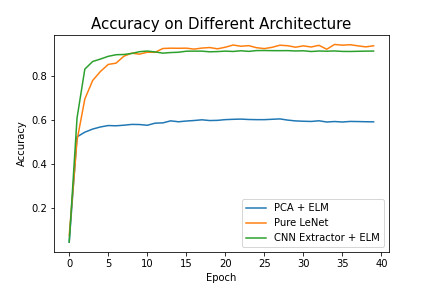 Accuracy on Different Architecture
Accuracy
0.8
0.6
0.4
0.2
PCA + ELM
Pure LeNet
CNN Extractor + ELM
0 5 10 15 20 25 30 35 40
Epoch